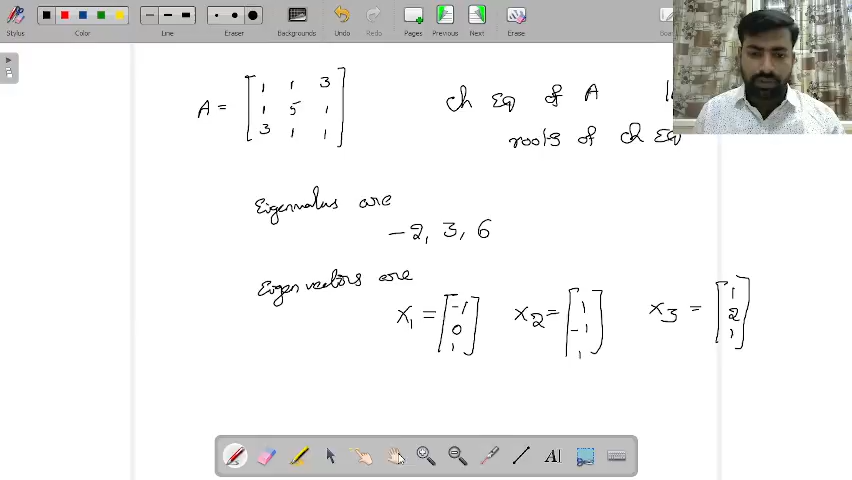 Stylus Color Line Eraser Backgrounds Undo Redo Pages Previous Next Erase
A = [ 1 1 3
1 5 1
3 1 1 ]
ch Eq of A
roots of ch Eq
Eigenvalues are
-2, 3, 6
Eigen vectors are
X1 = [ -1 0 1 ] X2 = [ 1 -1 1 ] X3 = [ 1 2 1 ]